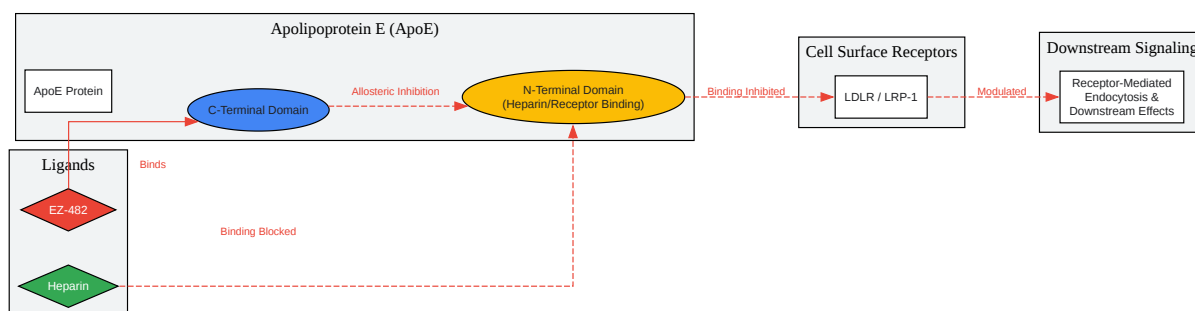 Apolipoprotein E (ApoE)
ApoE Protein
C-Terminal Domain
Allosteric Inhibition
N-Terminal Domain
(Heparin/Receptor Binding)
Binding Inhibited
Cell Surface Receptors
LDLR / LRP-1
Modulated
Downstream Signaling
Receptor-Mediated
Endocytosis &
Downstream Effects
Ligands
Binds
EZ-482
Binding Blocked
Heparin